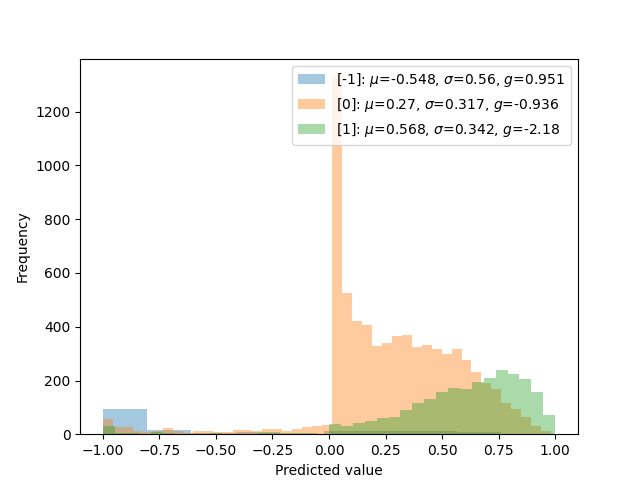 [-1]: μ=-0.548, σ=0.56, g=0.951
[0]: μ=0.27, σ=0.317, g=-0.936
[1]: μ=0.568, σ=0.342, g=-2.18
1200
1000
800
600
400
200
0
Frequency
−1.00 −0.75 −0.50 −0.25 0.00 0.25 0.50 0.75 1.00
Predicted value